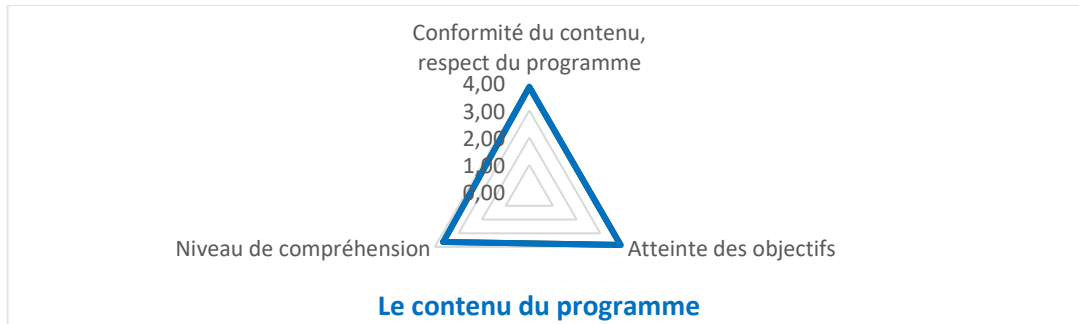 Conformité du contenu,
respect du programme
4,00
3,00
2,00
1,00
0,00
Niveau de compréhension
Atteinte des objectifs
Le contenu du programme